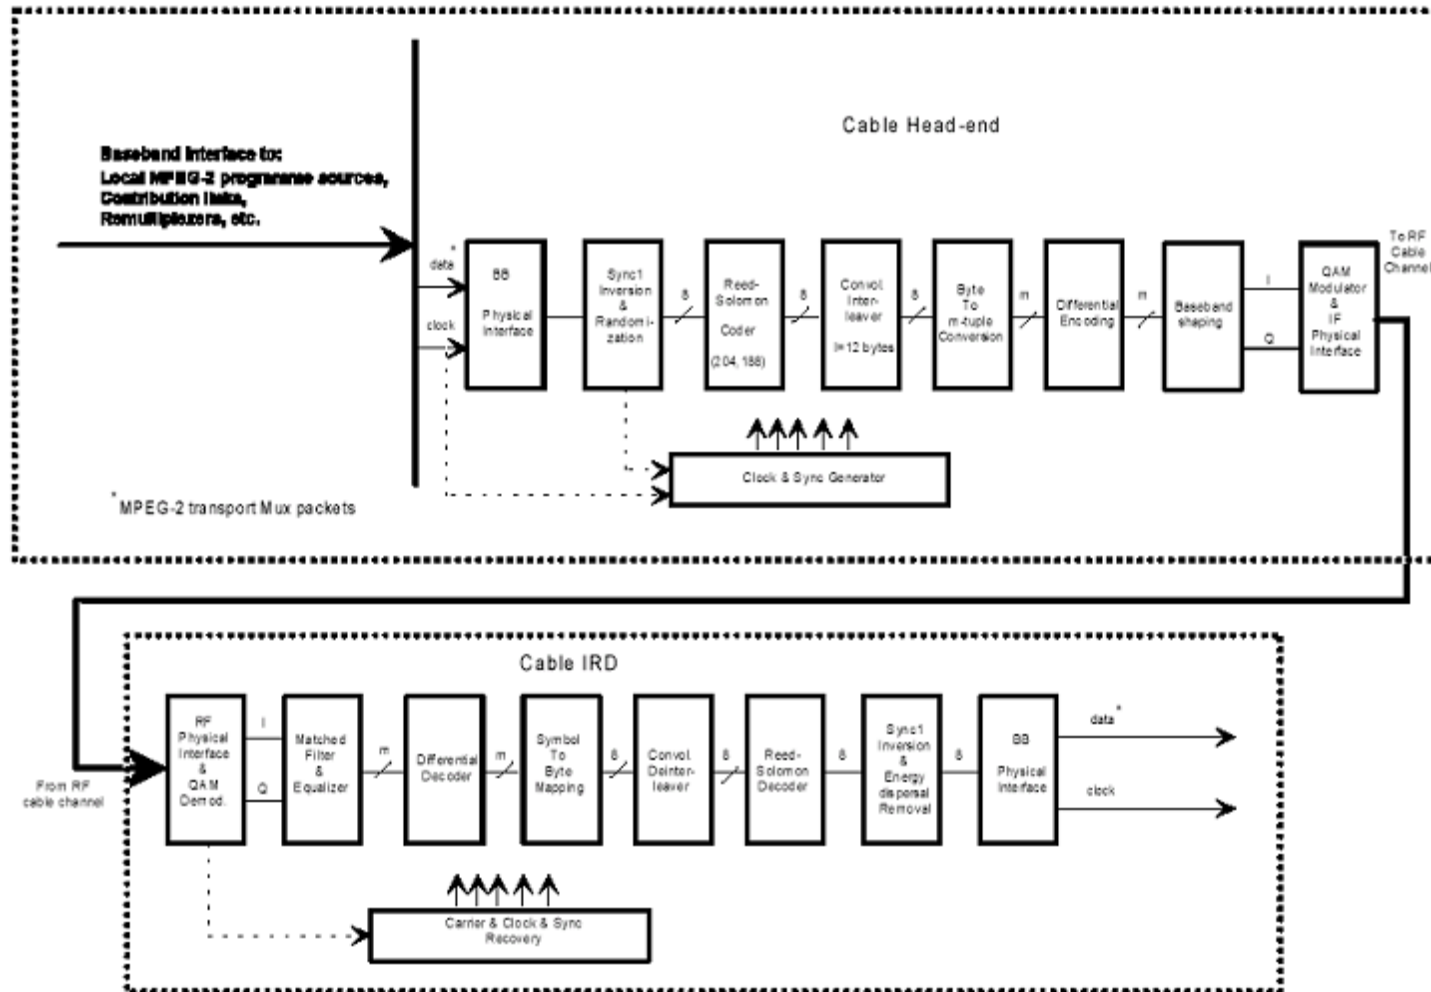 Cable Head-end
Baseband interface to:
Local MPEG-2 programme sources,
Contribution links,
Remultiplexers, etc.
data*
clock
BB
Physical
Interface
Sync1
Inversion
&
Randomi-
zation
8
Reed-
Solomon
Coder
(204, 188)
8
Convol.
Inter-
leaver
I=12 bytes
8
Byte
To
m-tuple
Conversion
m
Differential
Encoding
m
Baseband
shaping
I
Q
QAM
Modulator
&
IF
Physical
Interface
To RF
Cable
Channel
Clock & Sync Generator
*MPEG-2 transport Mux packets
Cable IRD
From RF
cable channel
RF
Physical
Interface
&
QAM
Demod.
I
Q
Matched
Filter
&
Equalizer
m
Differential
Decoder
m
Symbol
To
Byte
Mapping
8
Convol.
Deinter-
leaver
8
Reed-
Solomon
Decoder
8
Sync1
Inversion
&
Energy
dispersal
Removal
8
BB
Physical
Interface
data*
clock
Carrier & Clock & Sync
Recovery